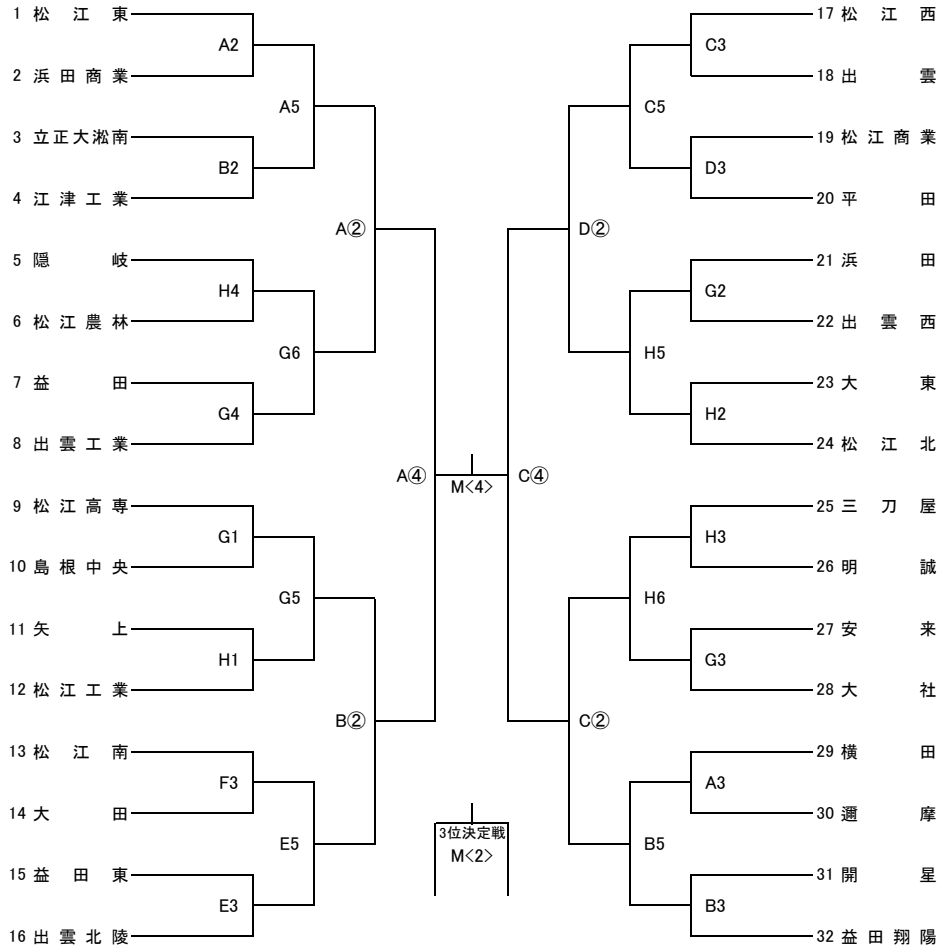 1 松江東
A2
2 浜田商業
A5
3 立正大淞南
B2
4 江津工業
A②
5 隠岐
H4
6 松江農林
G6
7 益田
G4
8 出雲工業
A④
9 松江高専
G1
10 島根中央
G5
11 矢上
H1
12 松江工業
B②
13 松江南
F3
14 大田
E5
15 益田東
E3
16 出雲北陵
M<4>
3位決定戦
M<2>
17 松江西
C3
18 出雲
C5
19 松江商業
D3
20 平田
D②
21 浜田
G2
22 出雲西
H5
23 大東
H2
24 松江北
C④
25 三刀屋
H3
26 明誠
H6
27 安来
G3
28 大社
C②
29 横田
A3
30 邇摩
B5
31 開星
B3
32 益田翔陽